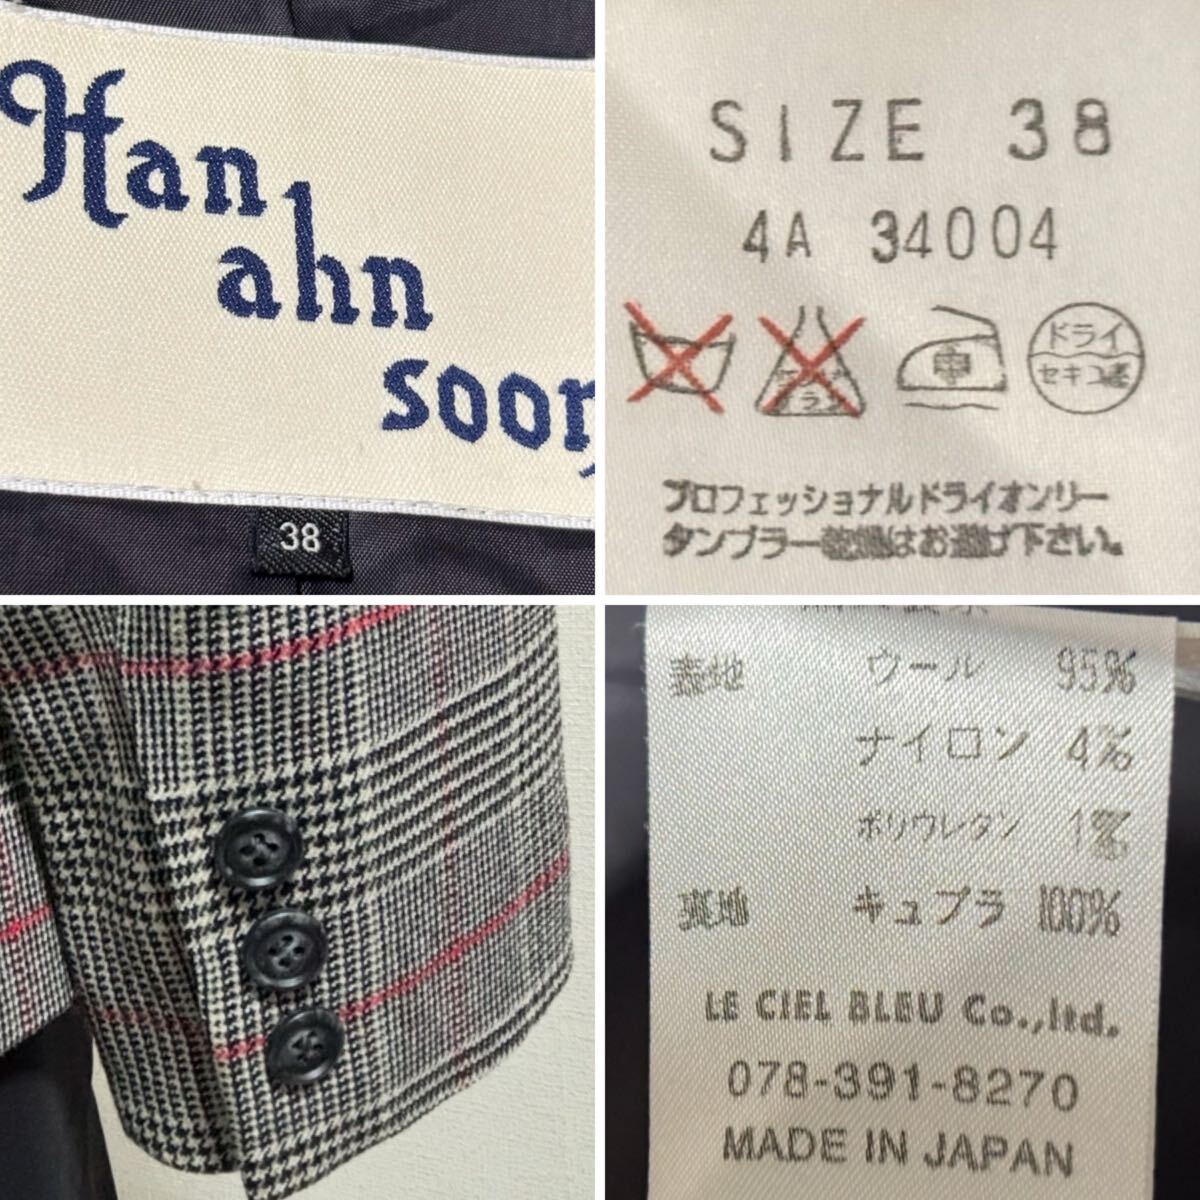 Han
ahn
soon
38
SIZE 38
4A 34004
中
ドライ
セキユ系
プロフェッショナルドライオンリー
タンブラー乾燥はお避け下さい。
表地 ウール 95%
ナイロン 4%
ポリウレタン 1%
裏地 キュプラ 100%
LE CIEL BLEU Co.,ltd.
078-391-8270
MADE IN JAPAN